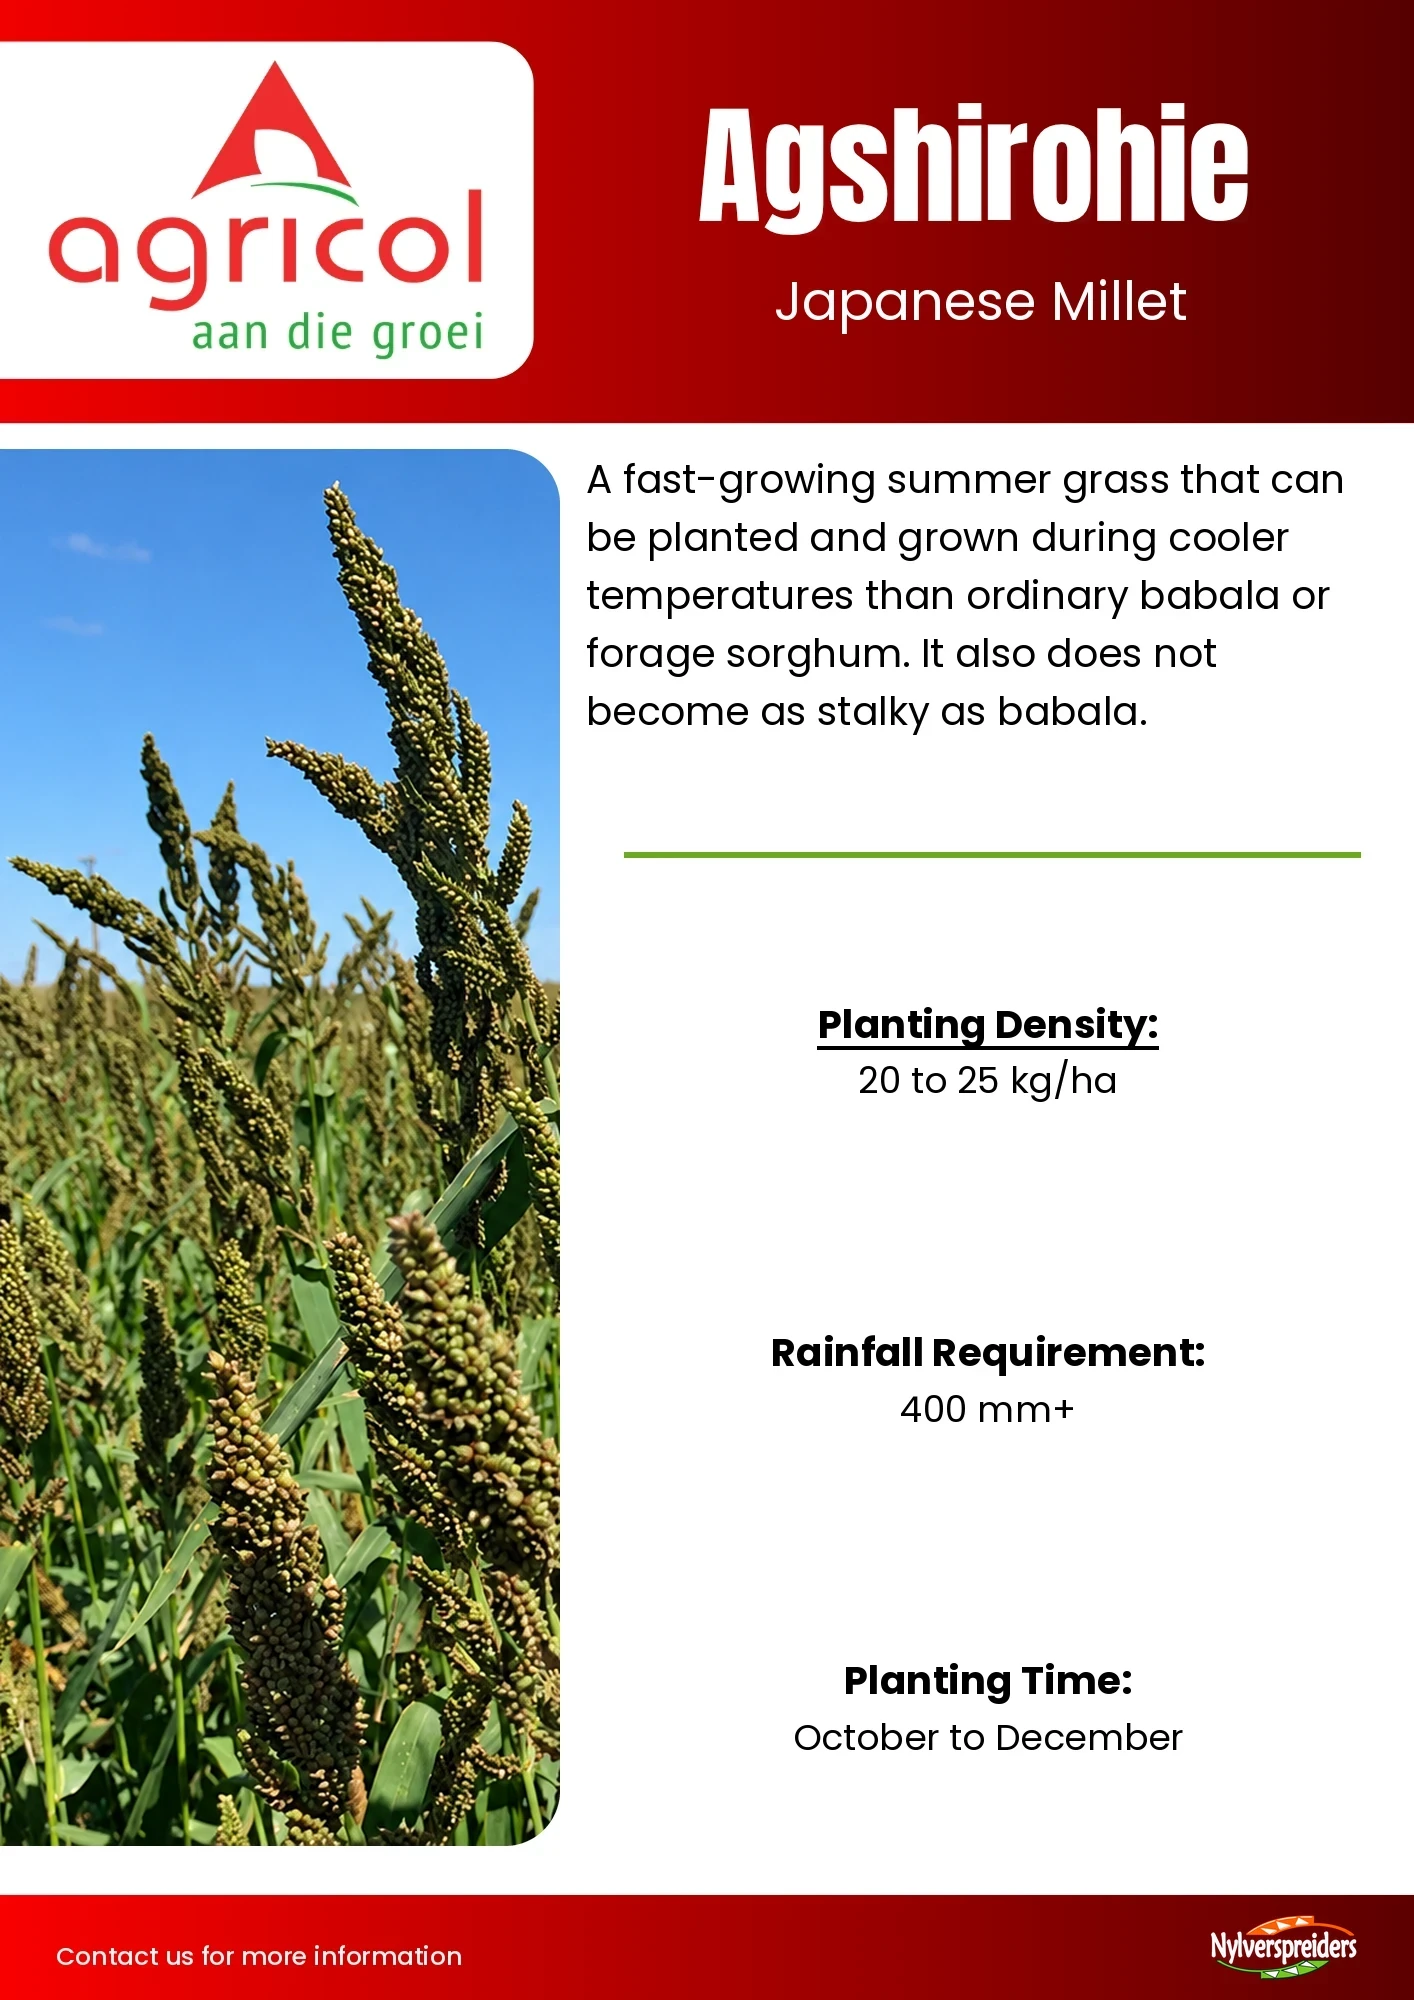 agricol
aan die groei
Agshirohie
Japanese Millet
A fast-growing summer grass that can
be planted and grown during cooler
temperatures than ordinary babala or
forage sorghum. It also does not
become as stalky as babala.
Planting Density:
20 to 25 kg/ha
Rainfall Requirement:
400 mm+
Planting Time:
October to December
Contact us for more information
Nylverspreiders